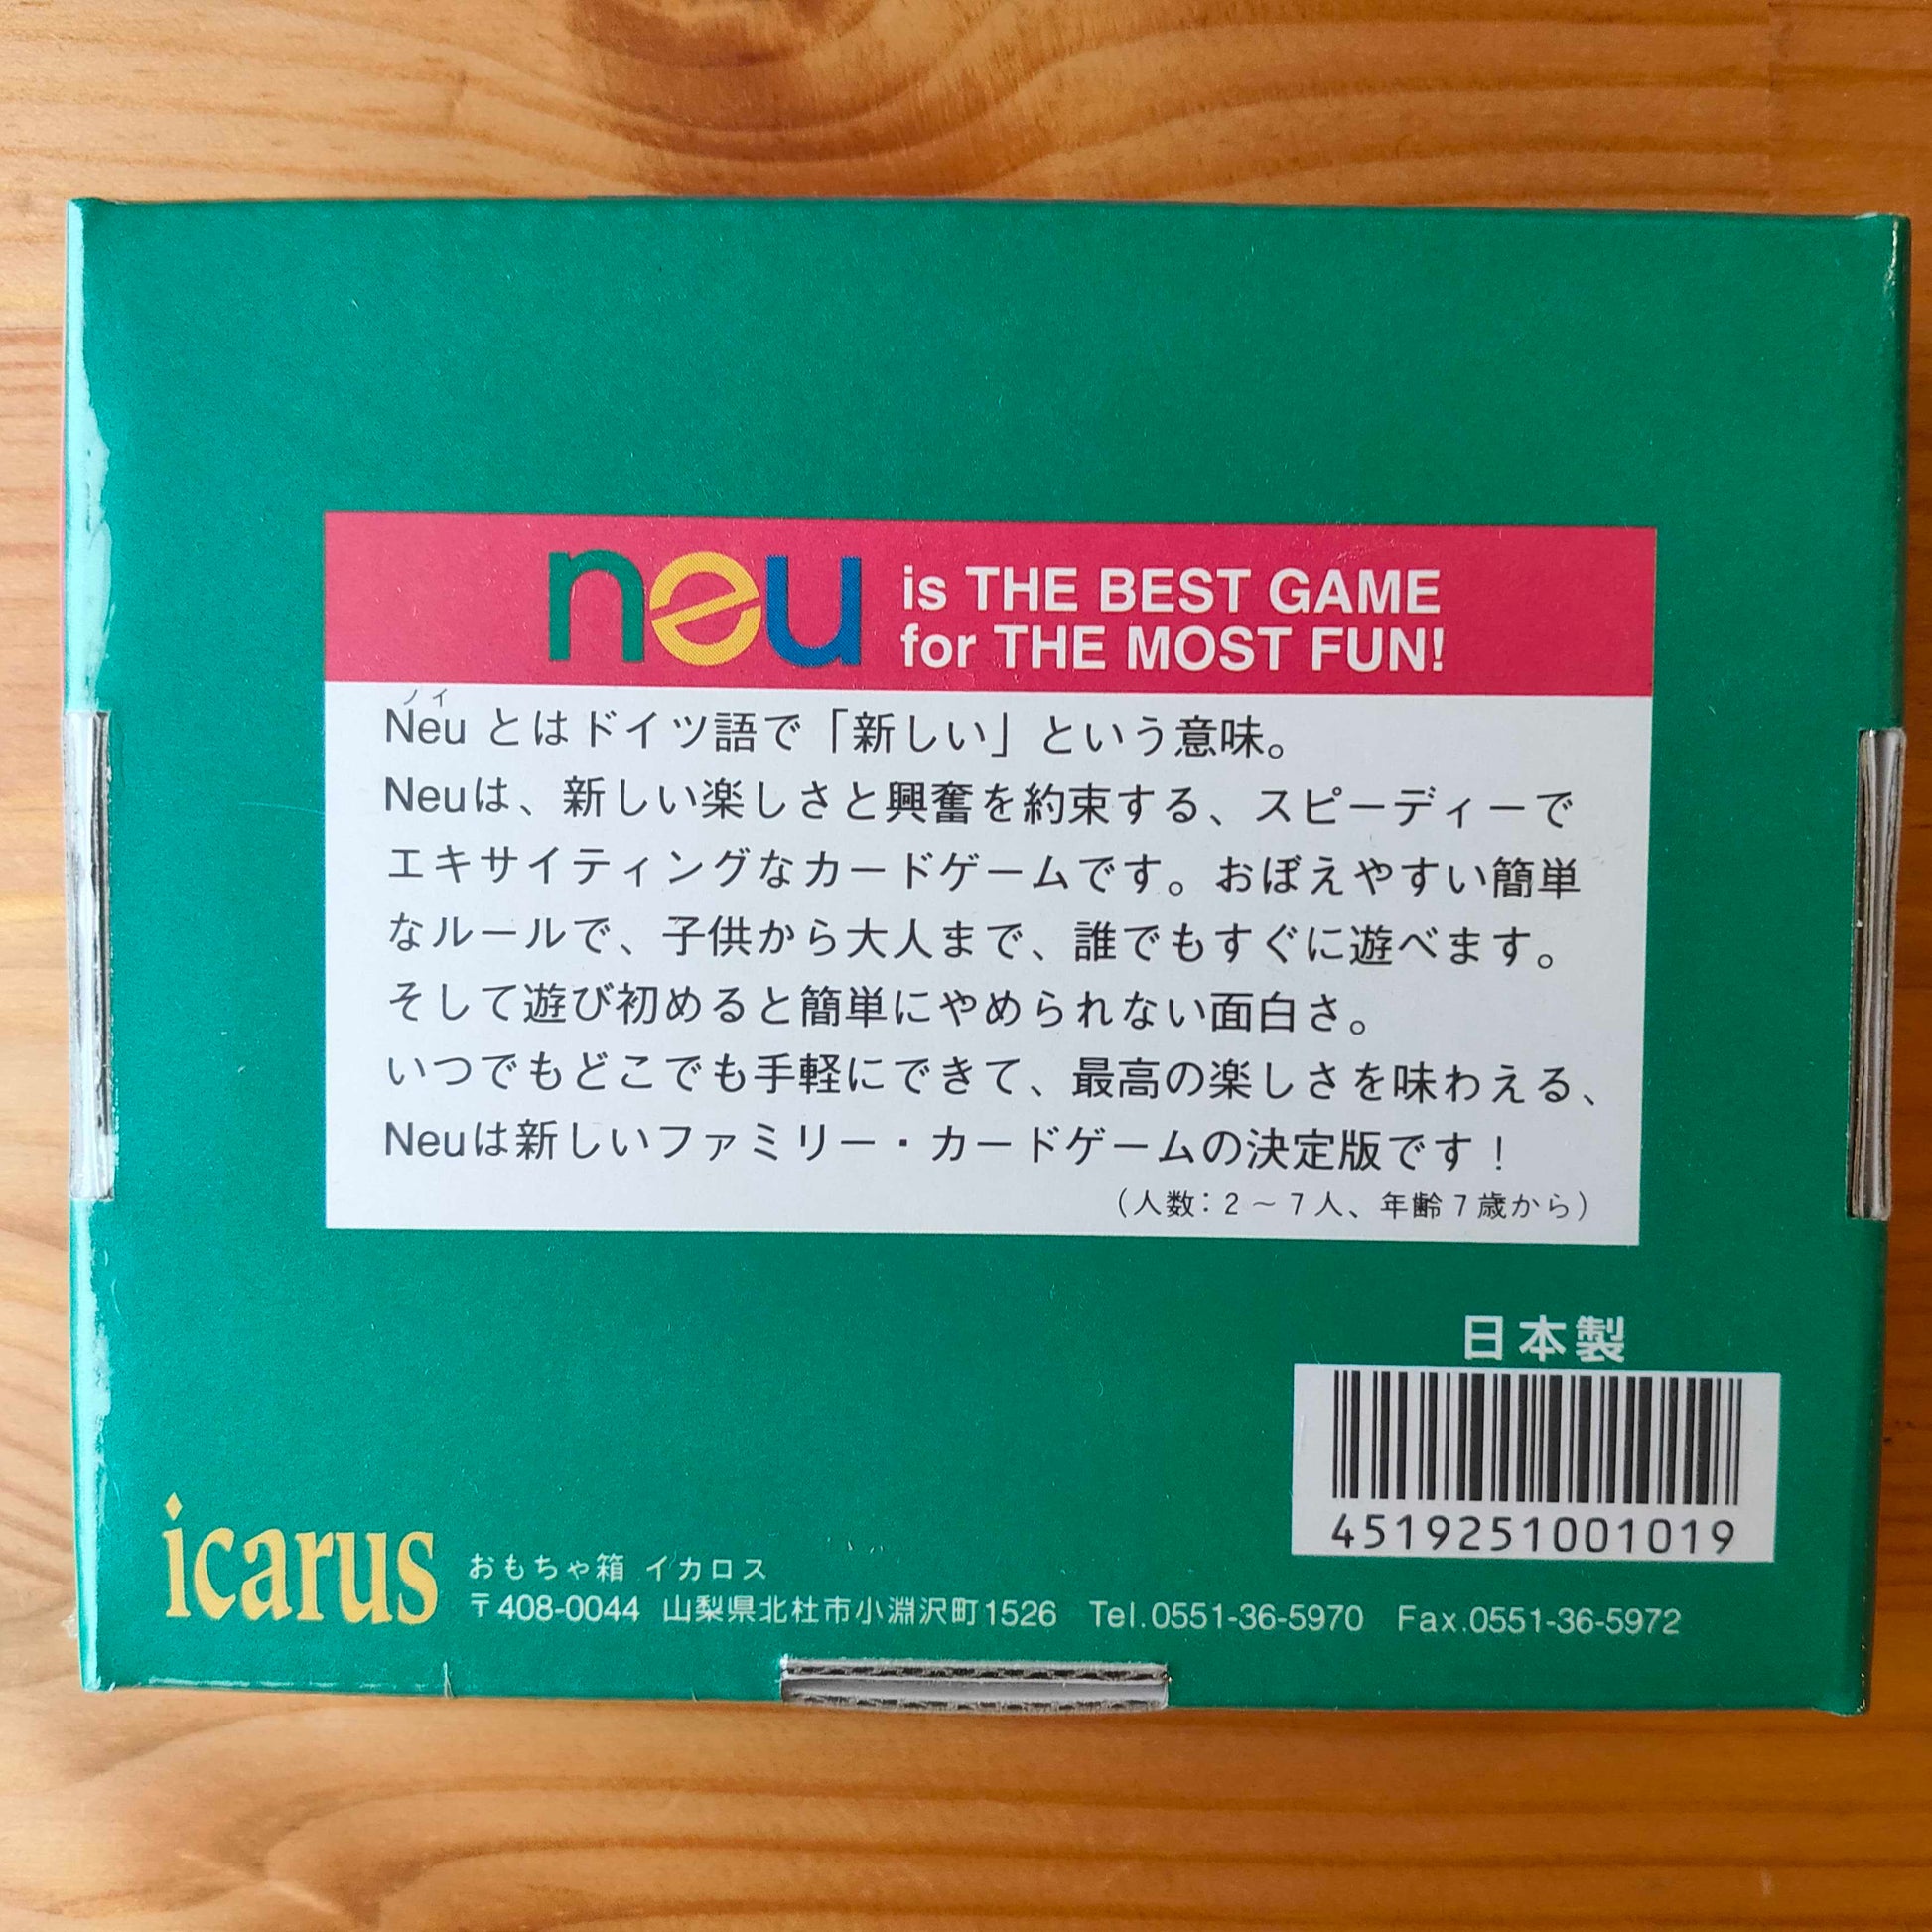 neu is THE BEST GAME
for THE MOST FUN!
ノイ
Neu とはドイツ語で「新しい」という意味。
Neuは、新しい楽しさと興奮を約束する、スピーディーで
エキサイティングなカードゲームです。おぼえやすい簡単
なルールで、子供から大人まで、誰でもすぐに遊べます。
そして遊び初めると簡単にやめられない面白さ。
いつでもどこでも手軽にできて、最高の楽しさを味わえる、
Neuは新しいファミリー・カードゲームの決定版です！
（人数：2～7人、年齢7歳から）
日本製
4519251001019
icarus
おもちゃ箱 イカロス
〒408-0044 山梨県北杜市小淵沢町1526 Tel.0551-36-5970 Fax.0551-36-5972